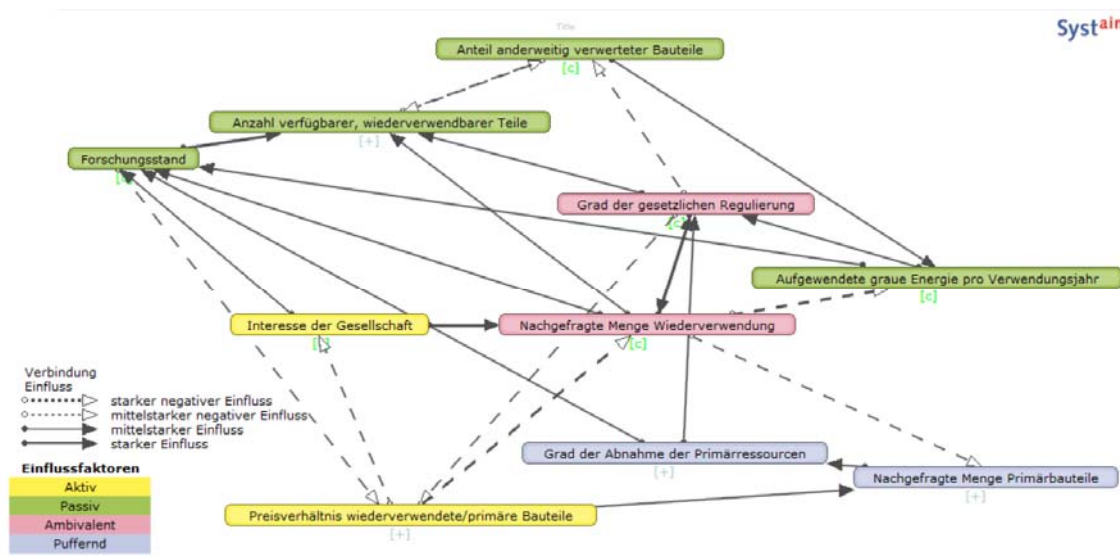 Title
Systain
Anteil anderweitig verwerteter Bauteile
[c]
Anzahl verfügbarer, wiederverwendbarer Teile
[+]
Forschungsstand
Grad der gesetzlichen Regulierung
[c]
Aufgewendete graue Energie pro Verwendungsjahr
[c]
Interesse der Gesellschaft
Nachgefragte Menge Wiederverwendung
[c]
Verbindung
Einfluss
starker negativer Einfluss
mittelstarker negativer Einfluss
mittelstarker Einfluss
starker Einfluss
Grad der Abnahme der Primärressourcen
[+]
Nachgefragte Menge Primärbauteile
[+]
Einflussfaktoren
Aktiv
Passiv
Ambivalent
Puffernd
Preisverhältnis wiederverwendete/primäre Bauteile
[+]